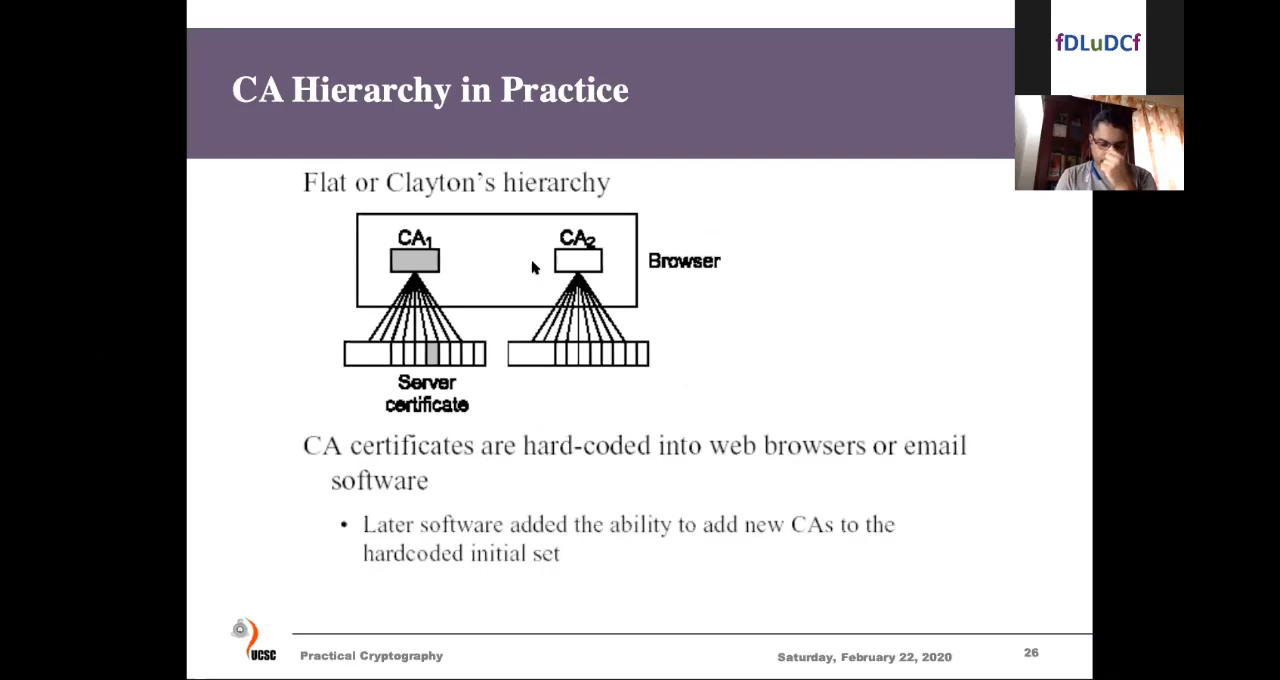 fDLuDCf
CA Hierarchy in Practice
Flat or Clayton's hierarchy
CA1
CA2
Browser
Server
certificate
CA certificates are hard-coded into web browsers or email
software
• Later software added the ability to add new CAs to the
hardcoded initial set
UCSC
Practical Cryptography
Saturday, February 22, 2020
26